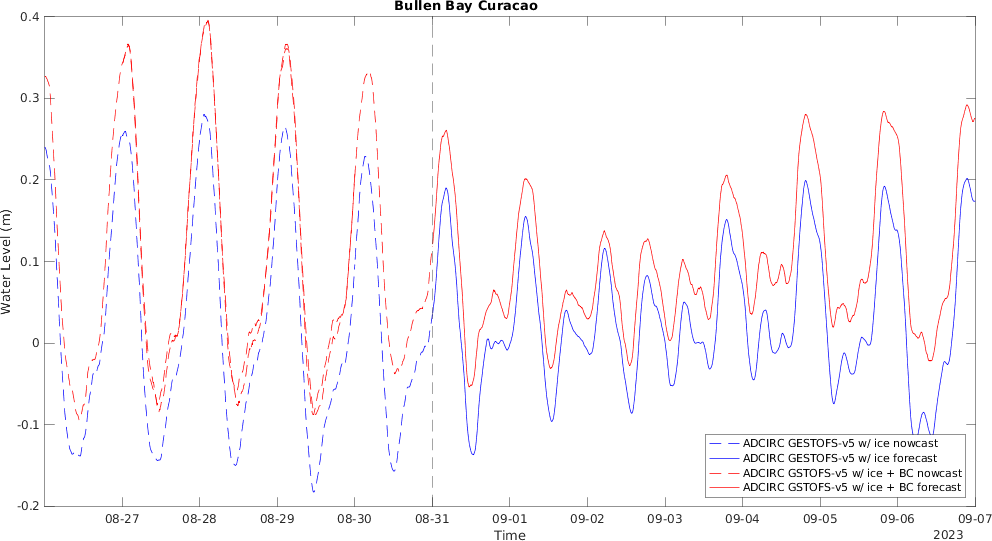 Bullen Bay Curacao
Water Level (m)
0.4
0.3
0.2
0.1
0
-0.1
-0.2
08-27
08-28
08-29
08-30
08-31
09-01
09-02
09-03
09-04
09-05
09-06
09-07
Time
2023
ADCIRC GESTOFS-v5 w/ ice nowcast
ADCIRC GESTOFS-v5 w/ ice forecast
ADCIRC GSTOFS-v5 w/ ice + BC nowcast
ADCIRC GSTOFS-v5 w/ ice + BC forecast